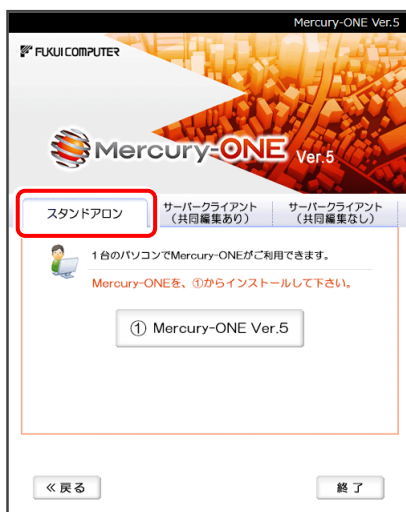 Mercury-ONE Ver.5
FUKUI COMPUTER
Mercury-ONE Ver.5
スタンドアロン
サーバークライアント
（共同編集あり）
サーバークライアント
（共同編集なし）
1台のパソコンでMercury-ONEがご利用できます。
Mercury-ONEを、①からインストールして下さい。
① Mercury-ONE Ver.5
≪戻る
終了